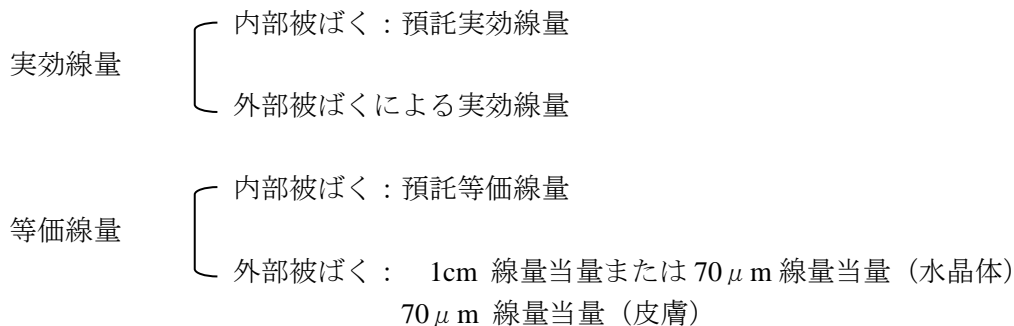 内部被ばく：預託実効線量
実効線量
外部被ばくによる実効線量
内部被ばく：預託等価線量
等価線量
外部被ばく： 1cm 線量当量または 70μm 線量当量（水晶体）
70μm 線量当量（皮膚）